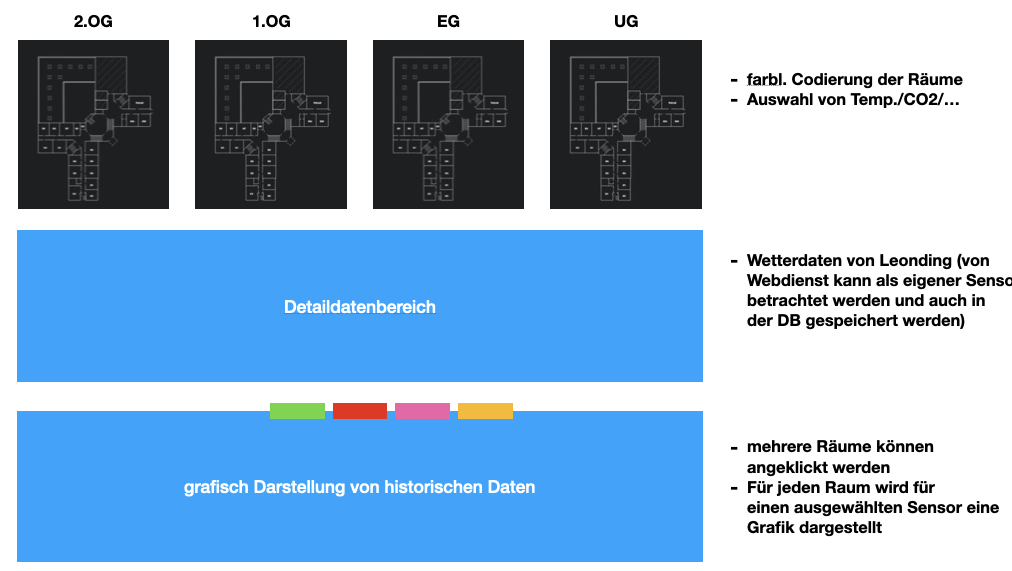 2.OG
1.OG
EG
UG
- farbl. Codierung der Räume
- Auswahl von Temp./CO2/...
Detaildatenbereich
- Wetterdaten von Leonding (von
Webdienst kann als eigener Senso
betrachtet werden und auch in
der DB gespeichert werden)
grafisch Darstellung von historischen Daten
- mehrere Räume können
angeklickt werden
- Für jeden Raum wird für
einen ausgewählten Sensor eine
Grafik dargestellt